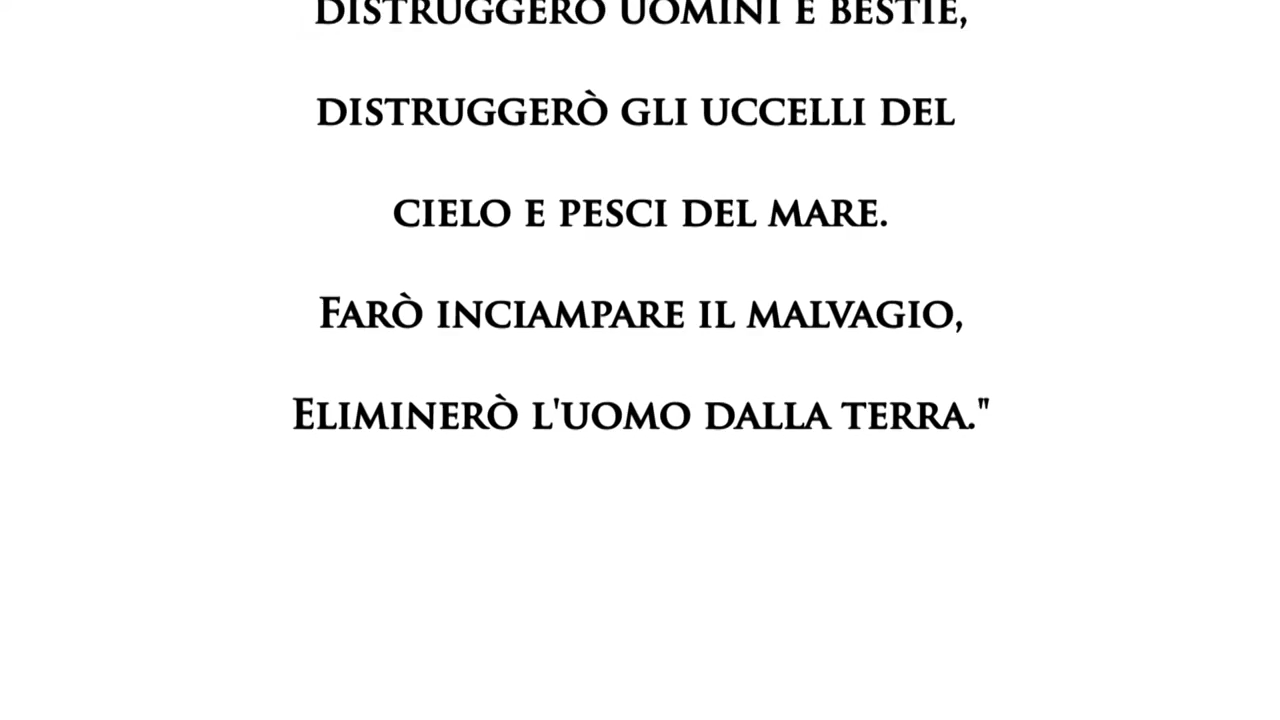 DISTRUGGERÒ UOMINI E BESTIE,
DISTRUGGERÒ GLI UCCELLI DEL
CIELO E PESCI DEL MARE.
FARÒ INCIAMPARE IL MALVAGIO,
ELIMINERÒ L'UOMO DALLA TERRA."